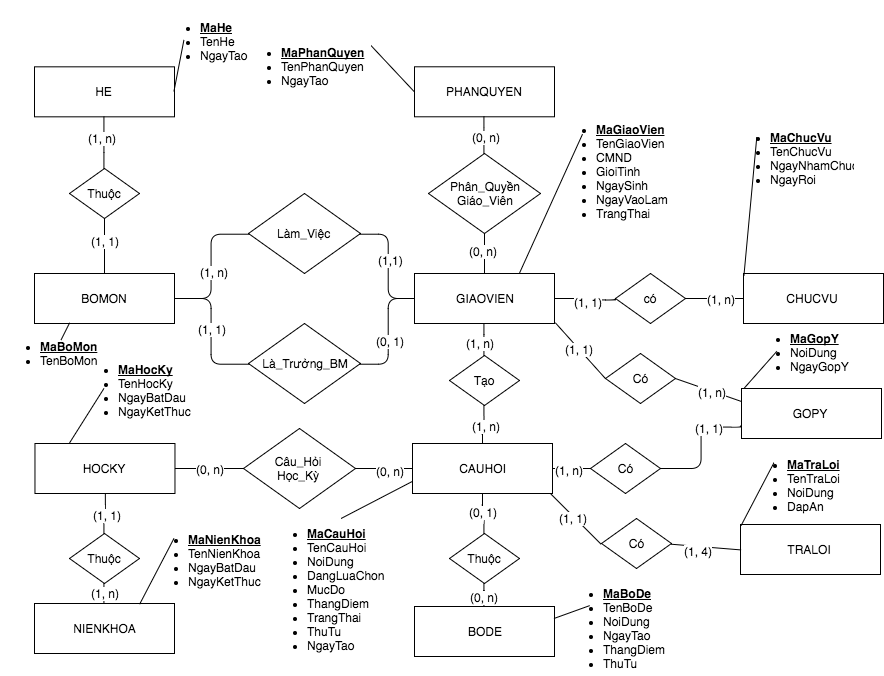 MaHe
TenHe
NgayTao
MaPhanQuyen
TenPhanQuyen
NgayTao
HE
PHANQUYEN
(1, n)
(0, n)
MaGiaoVien
TenGiaoVien
CMND
GioiTinh
NgaySinh
NgayVaoLam
TrangThai
MaChucVu
TenChucVu
NgayNhamChuc
NgayRoi
Thuộc
Phân_Quyền
Giáo_Viên
(1, 1)
(0, n)
Làm_Việc
(1, n)
(1,1)
BOMON
GIAOVIEN
(1, 1)
có
(1, n)
CHUCVU
(1, 1)
(0, 1)
MaBoMon
TenBoMon
Là_Trưởng_BM
(1, n)
(1, 1)
MaGopY
NoiDung
NgayGopY
MaHocKy
TenHocKy
NgayBatDau
NgayKetThuc
Tạo
Có
(1, n)
GOPY
(1, n)
(1, 1)
HOCKY
(0, n)
Câu_Hỏi
Học_Kỳ
(0, n)
CAUHOI
(1, n)
Có
MaTraLoi
TenTraLoi
NoiDung
DapAn
(1, 1)
(0, 1)
(1, 1)
MaNienKhoa
TenNienKhoa
NgayBatDau
NgayKetThuc
MaCauHoi
TenCauHoi
NoiDung
DangLuaChon
MucDo
ThangDiem
TrangThai
ThuTu
NgayTao
Thuộc
Thuộc
Có
(1, 4)
TRALOI
(1, n)
(0, n)
NIENKHOA
BODE
MaBoDe
TenBoDe
NoiDung
NgayTao
ThangDiem
ThuTu